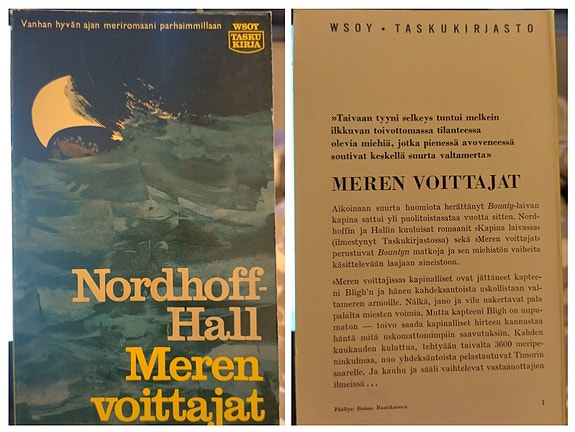 Vanhan hyvän ajan meriromaani parhaimmillaan
WSOY
TASKU
KIRJA
Nordhoff-
Hall
Meren
voittajat
WSOY • TASKUKIRJASTO
»Taivaan tyyni selkeys tuntui melkein
ilkkuvan toivottomassa tilanteessa
olevia miehiä, jotka pienessä avoveneessä
soutivat keskellä suurta valtamerta»
MEREN VOITTAJAT
Aikoinaan suurta huomiota herättänyt Bounty-laivan
kapina sattui yli puolitoistasataa vuotta sitten. Nord-
hoffin ja Hallin kuuluisat romaanit »Kapina laivassa»
(ilmestynyt Taskukirjastossa) sekä »Meren voittajat»
perustuvat Bountyn matkoja ja sen miehistön vaiheita
käsittelevään laajaan aineistoon.
»Meren voittajissa» kapinalliset ovat jättäneet kaptee-
ni Bligh'n ja hänen kahdeksantoista uskollistaan val-
tameren armoille. Nälkä, jano ja vilu nakertavat pala
palalta miesten voimia. Mutta kapteeni Bligh on uupu-
maton — toivo saada kapinalliset hirteen kannustaa
häntä mitä uskomattomimpiin saavutuksiin. Kahden
kuukauden kuluttua, tehtyään taivalta 3600 meripe-
ninkulmaa, nuo yhdeksäntoista pelastautuvat Timorin
saarelle. Ja kauhu ja sääli vaihtelevat vastaanottajien
ilmeissä . . .
Päällys: Raimo Raatikainen
1